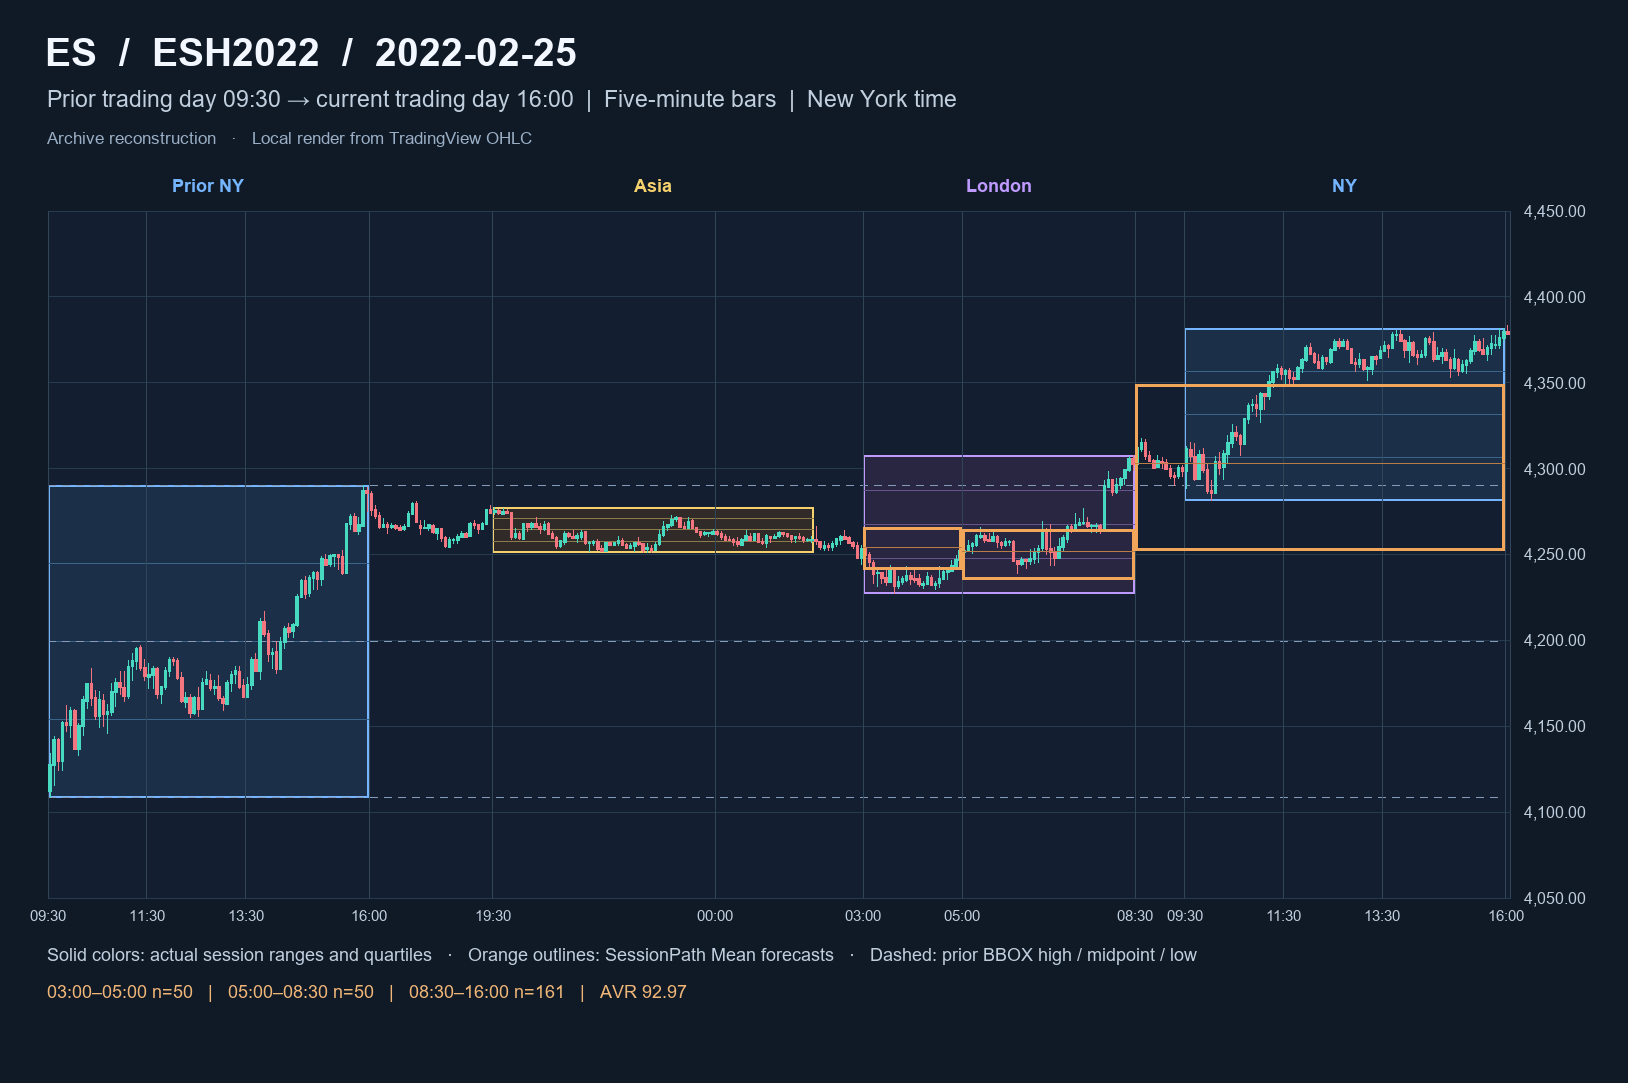 ES / ESH2022 / 2022-02-25
Prior trading day 09:30 → current trading day 16:00 | Five-minute bars | New York time
Archive reconstruction · Local render from TradingView OHLC
Prior NY Asia London NY
4,450.00
4,400.00
4,350.00
4,300.00
4,250.00
4,200.00
4,150.00
4,100.00
4,050.00
09:30 11:30 13:30 16:00 19:30 00:00 03:00 05:00 08:30 09:30 11:30 13:30 16:00
Solid colors: actual session ranges and quartiles · Orange outlines: SessionPath Mean forecasts · Dashed: prior BBOX high / midpoint / low
03:00–05:00 n=50 | 05:00–08:30 n=50 | 08:30–16:00 n=161 | AVR 92.97